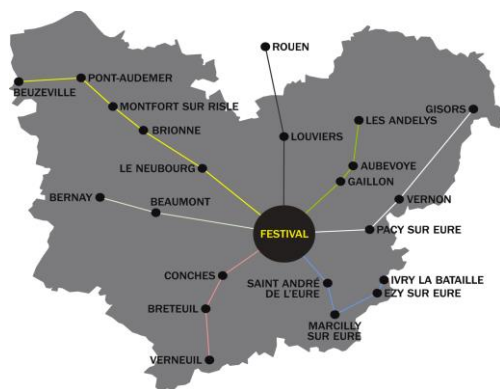 ROUEN
PONT-AUDEMER
BEUZEVILLE
MONTFORT SUR RISLE
GISORS
LES ANDELYS
BRIONNE
LOUVIERS
LE NEUBOURG
AUBEVOYE
GAILLON
BERNAY
BEAUMONT
VERNON
FESTIVAL
PACY SUR EURE
CONCHES
SAINT ANDRÉ
DE L'EURE
IVRY LA BATAILLE
EZY SUR EURE
BRETEUIL
MARCILLY
SUR EURE
VERNEUIL